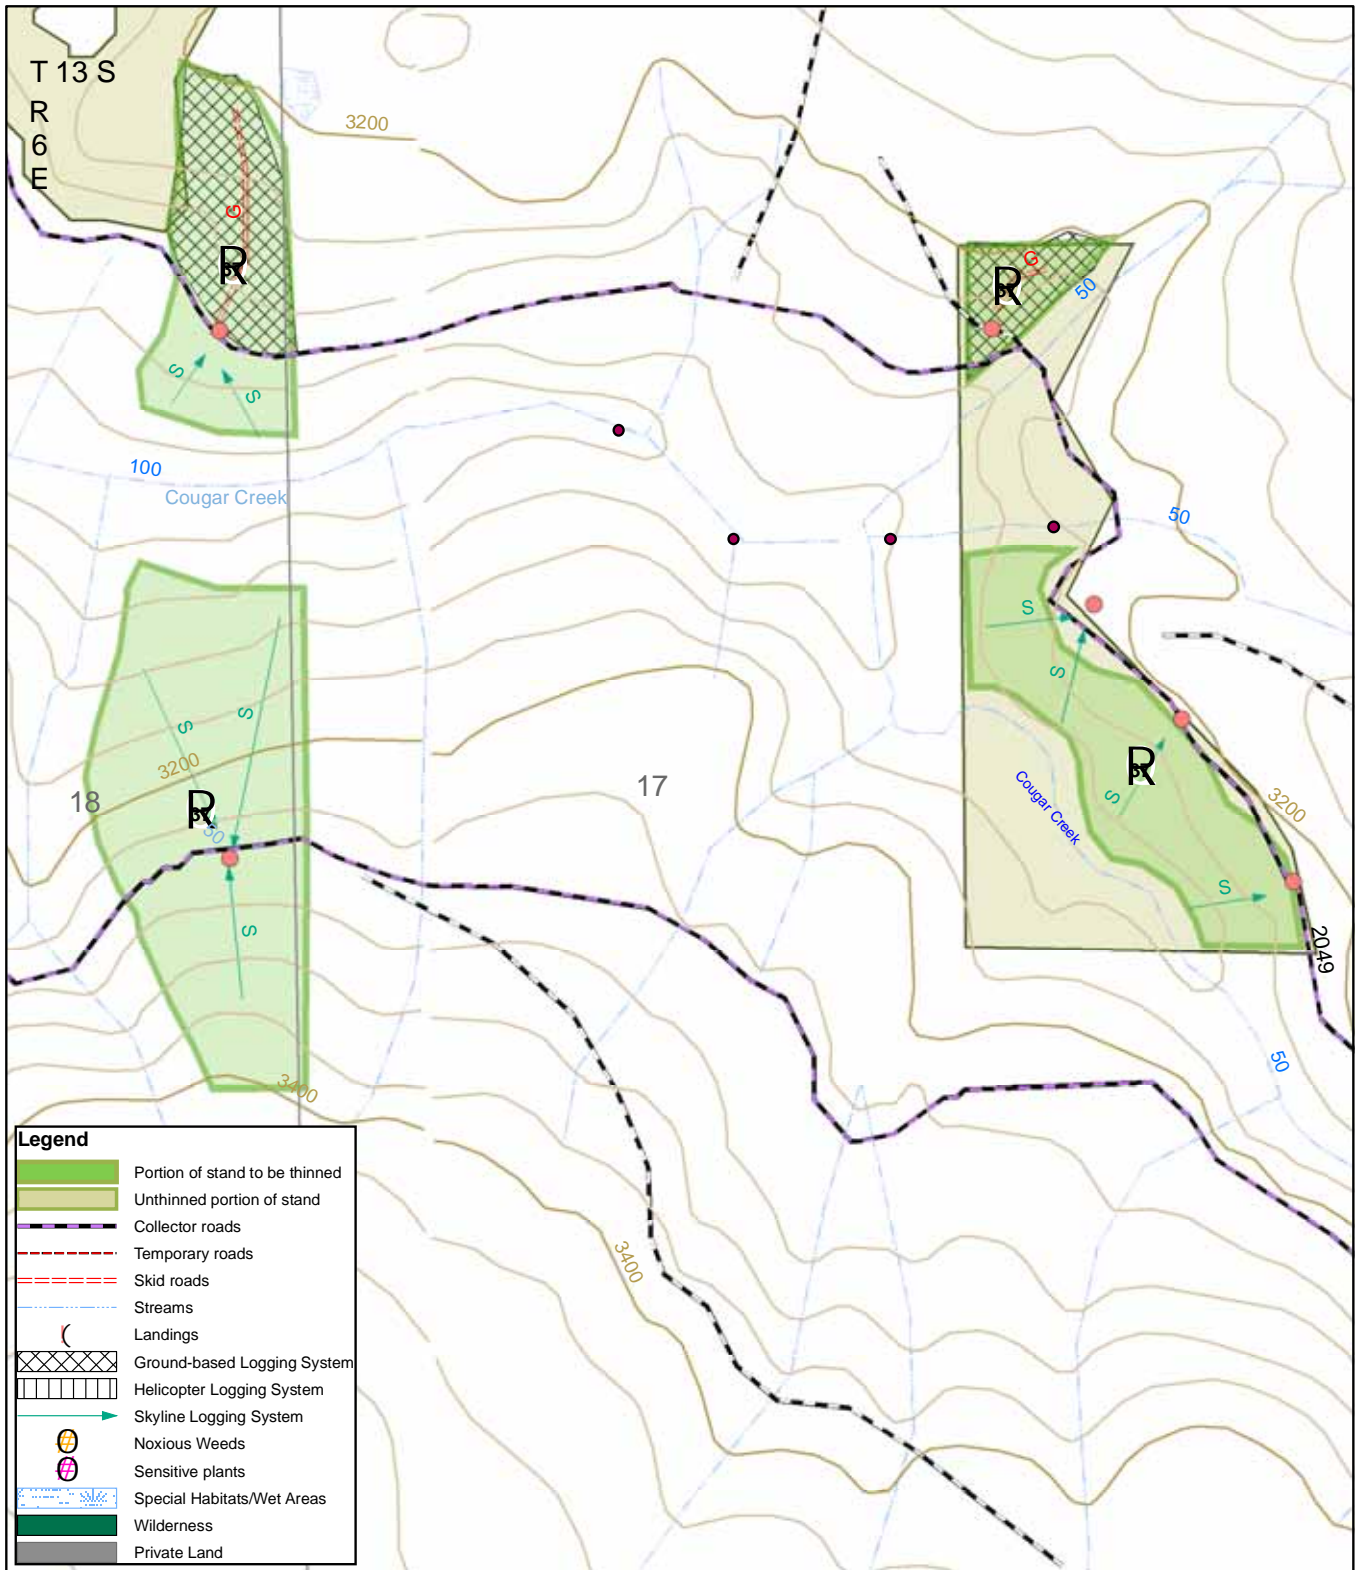 T 13 S
R
6
E
3200
G
R
S
S
100
Cougar Creek
G
R
50
50
S
S
S
S
R
37
Cougar Creek
3200
2049
50
S
S
3200
18
17
R
37
50
S
3400
3400
Legend
Portion of stand to be thinned
Unthinned portion of stand
Collector roads
Temporary roads
Skid roads
Streams
Landings
Ground-based Logging System
Helicopter Logging System
Skyline Logging System
Noxious Weeds
Sensitive plants
Special Habitats/Wet Areas
Wilderness
Private Land